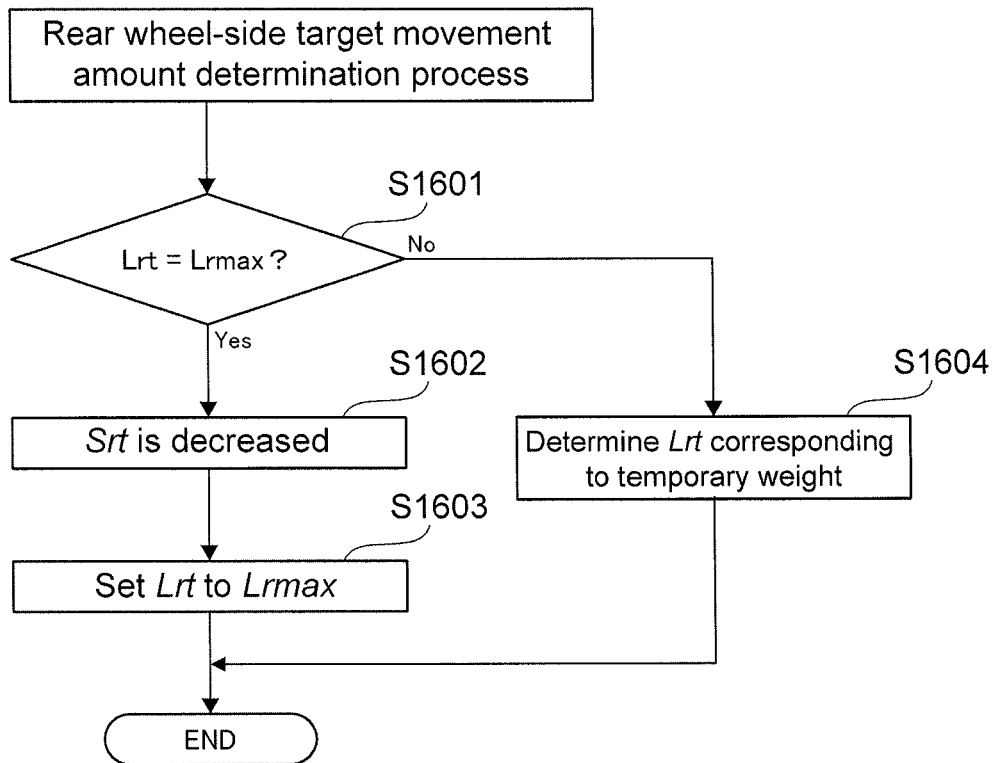 Rear wheel-side target movement
amount determination process
S1601
Lrt = Lrmax ?
No
Yes
S1602
Srt is decreased
S1604
Determine Lrt corresponding
to temporary weight
S1603
Set Lrt to Lrmax
END